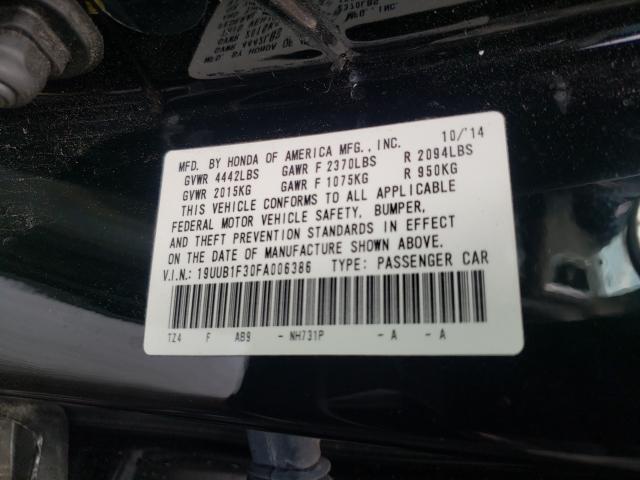 MFD. BY HONDA OF AMERICA MFG., INC. 10/'14
GVWR 4442LBS GAWR F 2370LBS R 2094LBS
GVWR 2015KG GAWR F 1075KG R 950KG
THIS VEHICLE CONFORMS TO ALL APPLICABLE
FEDERAL MOTOR VEHICLE SAFETY, BUMPER,
AND THEFT PREVENTION STANDARDS IN EFFECT
ON THE DATE OF MANUFACTURE SHOWN ABOVE.
V.I.N.: 19UUB1F30FA006386 TYPE: PASSENGER CAR
TZ4 F AB9 - NH731P - A - A